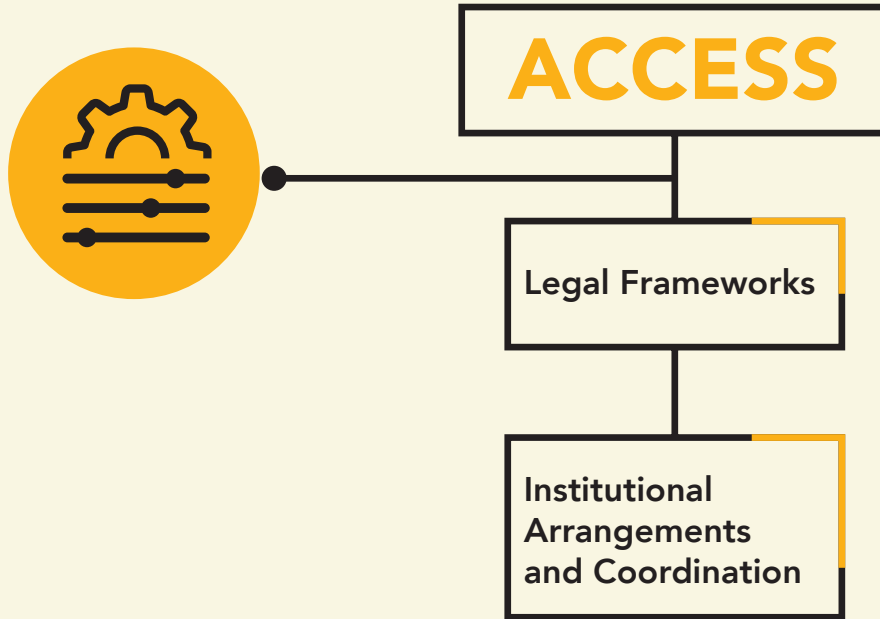 ACCESS
Legal Frameworks
Institutional
Arrangements
and Coordination